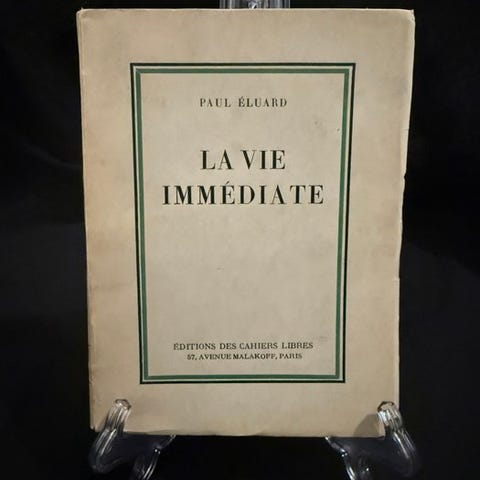 PAUL ÉLUARD
LA VIE
IMMÉDIATE
ÉDITIONS DES CAHIERS LIBRES
57, AVENUE MALAKOFF, PARIS